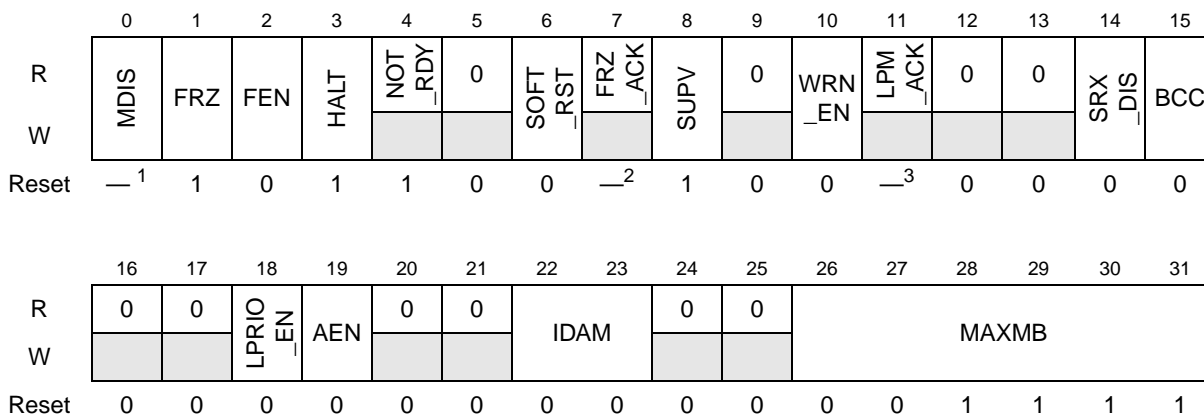 0 1 2 3 4 5 6 7 8 9 10 11 12 13 14 15
R MDIS FRZ FEN HALT NOT_RDY 0 SOFT_RST FRZ_ACK SUPV 0 WRN_EN LPM_ACK 0 0 SRX_DIS BCC
W
Reset —1 1 0 1 1 0 0 —2 1 0 0 —3 0 0 0 0
16 17 18 19 20 21 22 23 24 25 26 27 28 29 30 31
R 0 0 LPRIO_EN AEN 0 0 IDAM 0 0 MAXMB
W
Reset 0 0 0 0 0 0 0 0 0 0 0 0 1 1 1 1